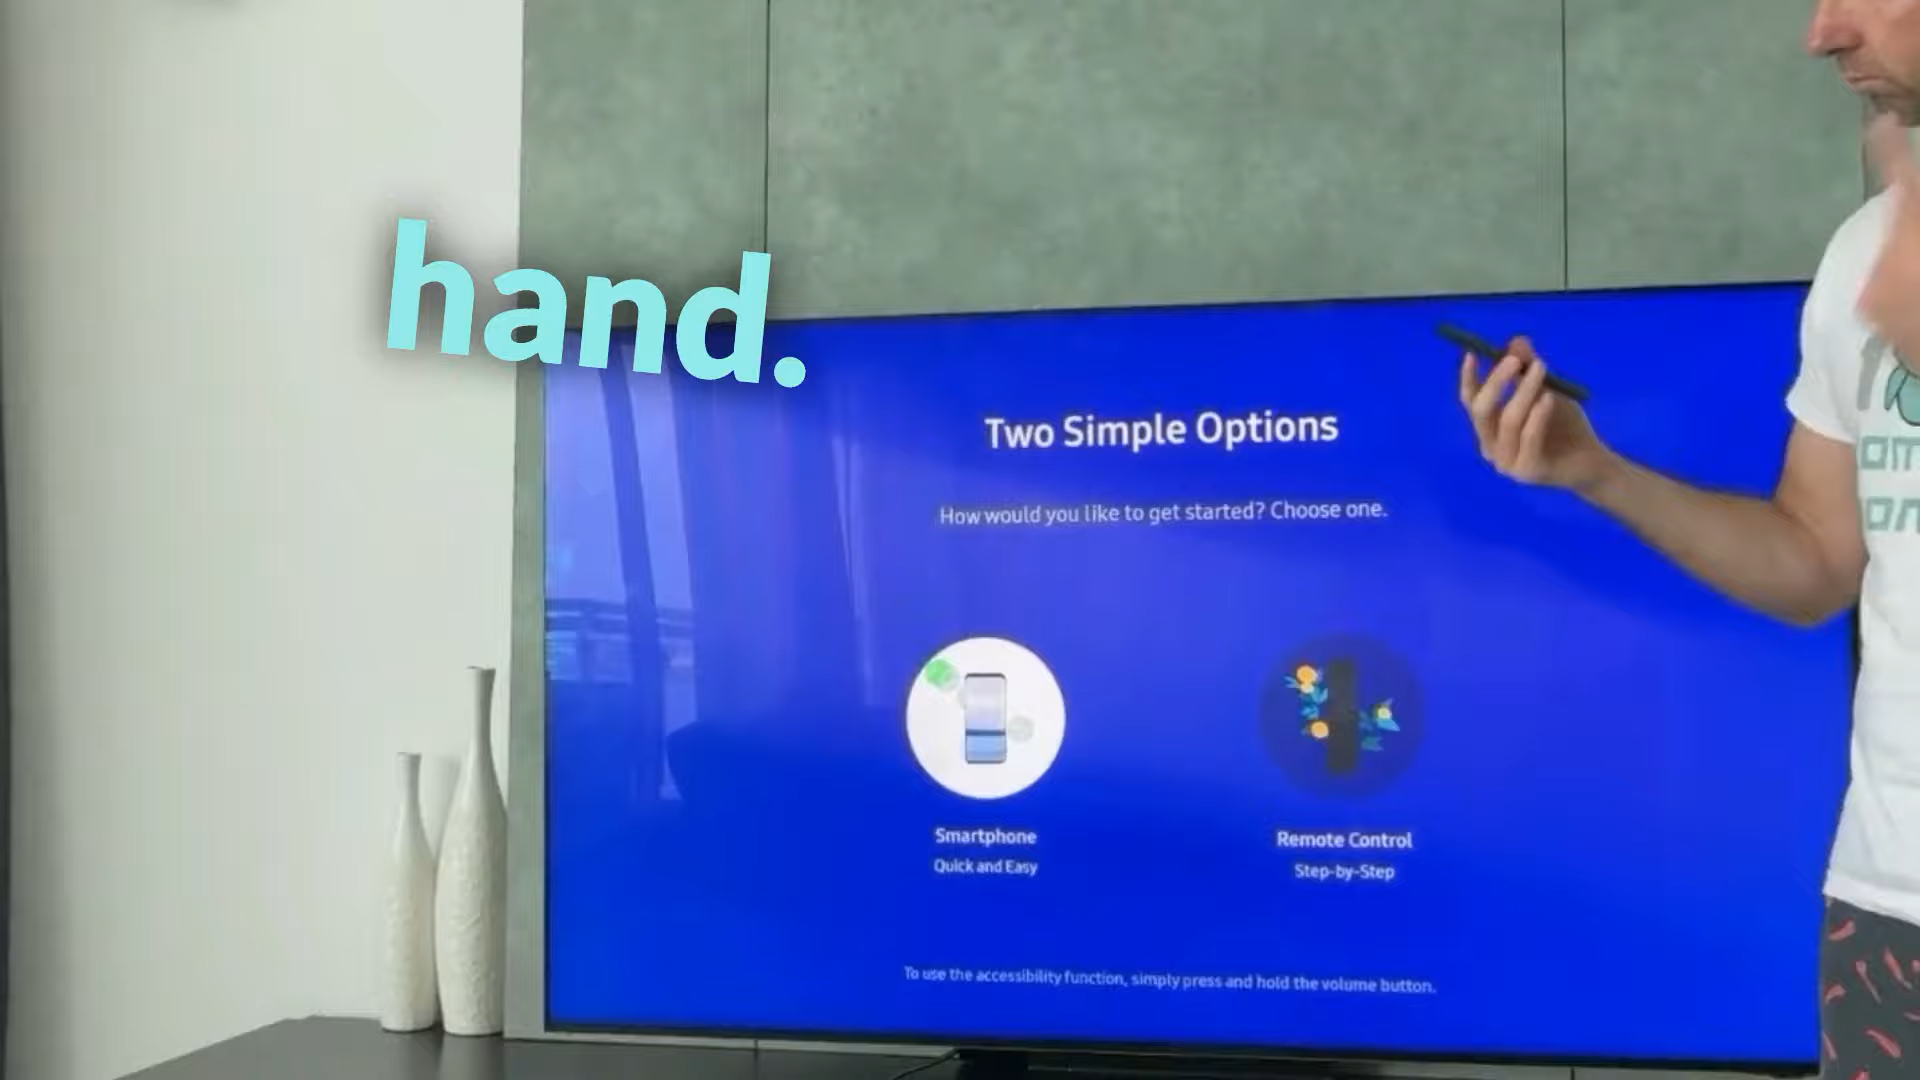 hand.
Two Simple Options
How would you like to get started? Choose one.
Smartphone
Quick and Easy
Remote Control
Step-by-Step
To use the accessibility function, simply press and hold the volume button.